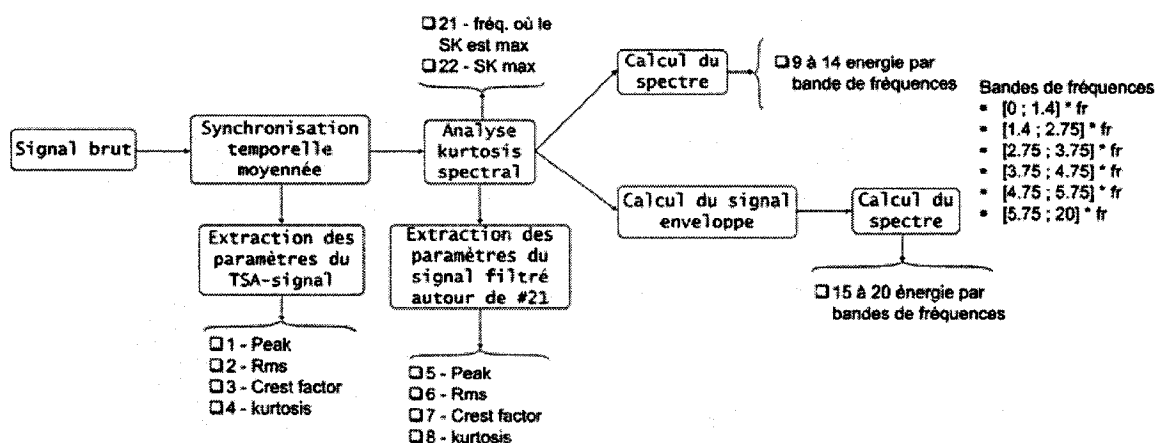 ❑ 21 - fréq. où le
SK est max
❑ 22 - SK max
Calcul du
spectre
❑ 9 à 14 energie par
bande de fréquences
Bandes de fréquences
• [0 ; 1.4] * fr
• [1.4 ; 2.75] * fr
• [2.75 ; 3.75] * fr
• [3.75 ; 4.75] * fr
• [4.75 ; 5.75] * fr
• [5.75 ; 20] * fr
Signal brut
Synchronisation
temporelle
moyennée
Analyse
kurtosis
spectral
Calcul du signal
enveloppe
Calcul du
spectre
Extraction des
paramètres du
TSA-signal
Extraction des
paramètres du
signal filtré
autour de #21
❑ 15 à 20 énergie par
bandes de fréquences
❑ 1 - Peak
❑ 2 - Rms
❑ 3 - Crest factor
❑ 4 - kurtosis
❑ 5 - Peak
❑ 6 - Rms
❑ 7 - Crest factor
❑ 8 - kurtosis